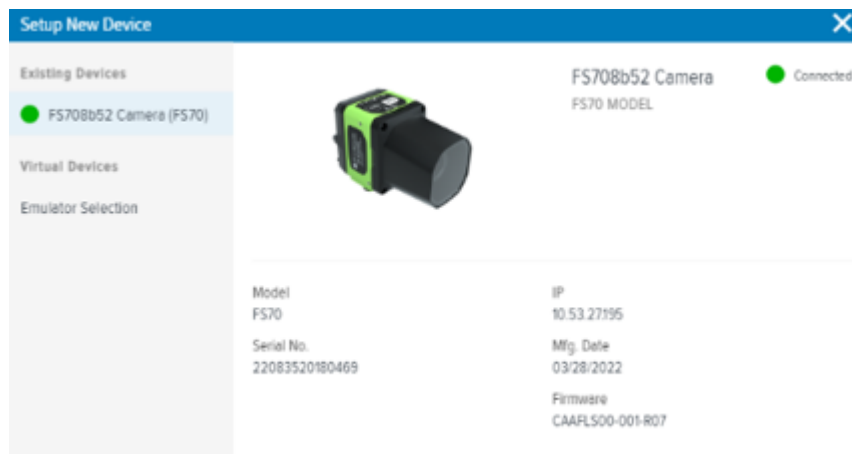 Setup New Device
Existing Devices
FS708b52 Camera (FS70)
Virtual Devices
Emulator Selection
FS708b52 Camera
Connected
FS70 MODEL
Model
FS70
Serial No.
22083520180469
IP
10.53.27.195
Mfg. Date
03/28/2022
Firmware
CAAFLS00-001-R07